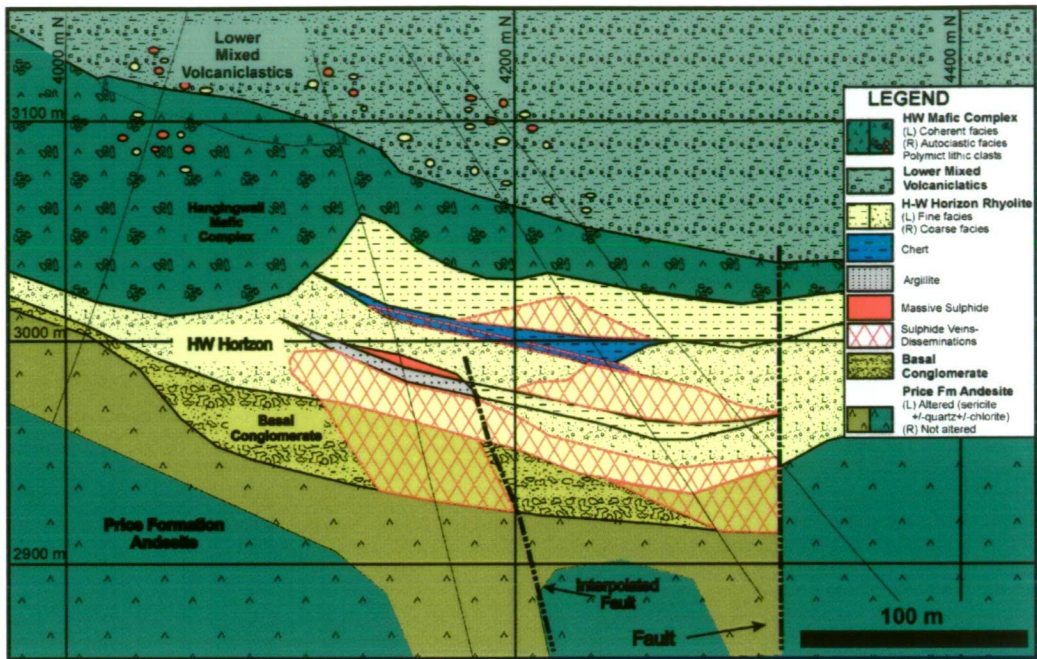 4000 m N
4200 m N
4400 m N
Lower
Mixed
Volcaniclastics
3100 m
Hangingwall
Mafic
Complex
3000 m
HW Horizon
Basal
Conglomerate
2900 m
Price Formation
Andesite
Interpolated
Fault
Fault
100 m
LEGEND
HW Mafic Complex
(L) Coherent facies
(R) Autoclastic facies
Polymict lithic clasts
Lower Mixed
Volcaniclatics
H-W Horizon Rhyolite
(L) Fine facies
(R) Coarse facies
Chert
Argillite
Massive Sulphide
Sulphide Veins-
Disseminations
Basal
Conglomerate
Price Fm Andesite
(L) Altered (sericite
+/-quartz+/-chlorite)
(R) Not altered